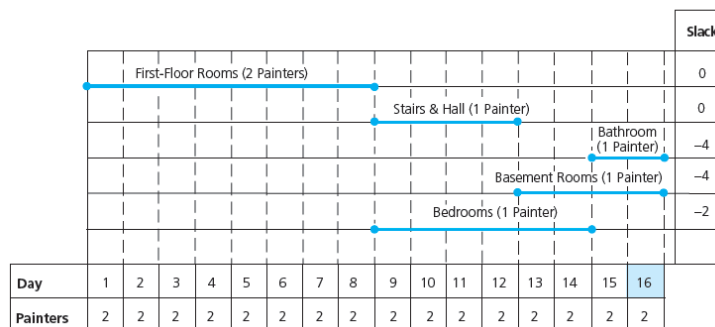 Slack
First-Floor Rooms (2 Painters)
0
Stairs & Hall (1 Painter)
0
Bathroom
(1 Painter)
–4
Basement Rooms (1 Painter)
–4
Bedrooms (1 Painter)
–2
Day 1 2 3 4 5 6 7 8 9 10 11 12 13 14 15 16
Painters 2 2 2 2 2 2 2 2 2 2 2 2 2 2 2 2